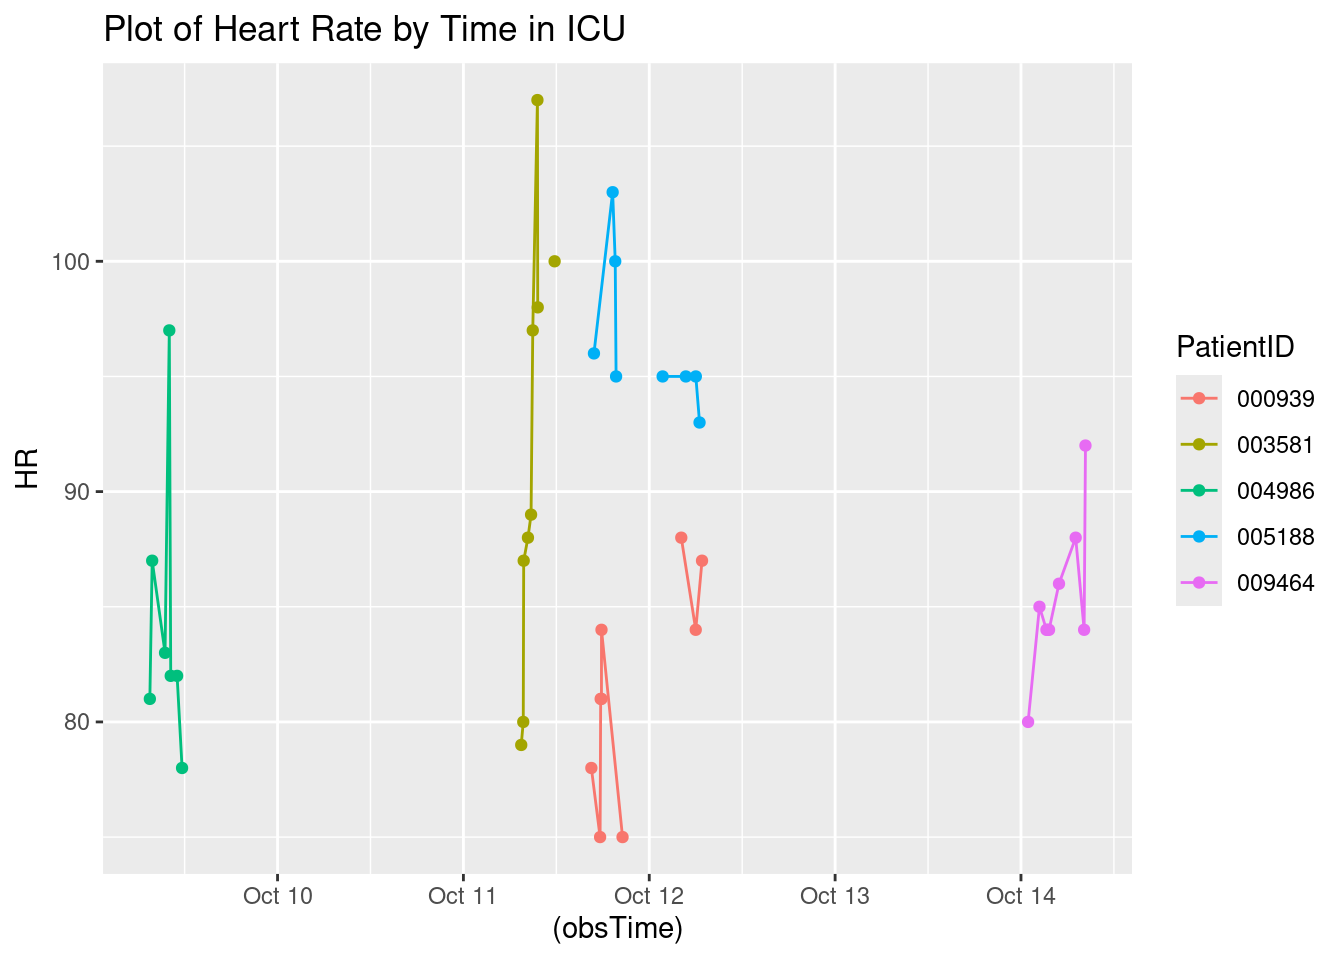 Plot of Heart Rate by Time in ICU
HR
100
90
80
Oct 10 Oct 11 Oct 12 Oct 13 Oct 14
(obsTime)
PatientID
000939
003581
004986
005188
009464